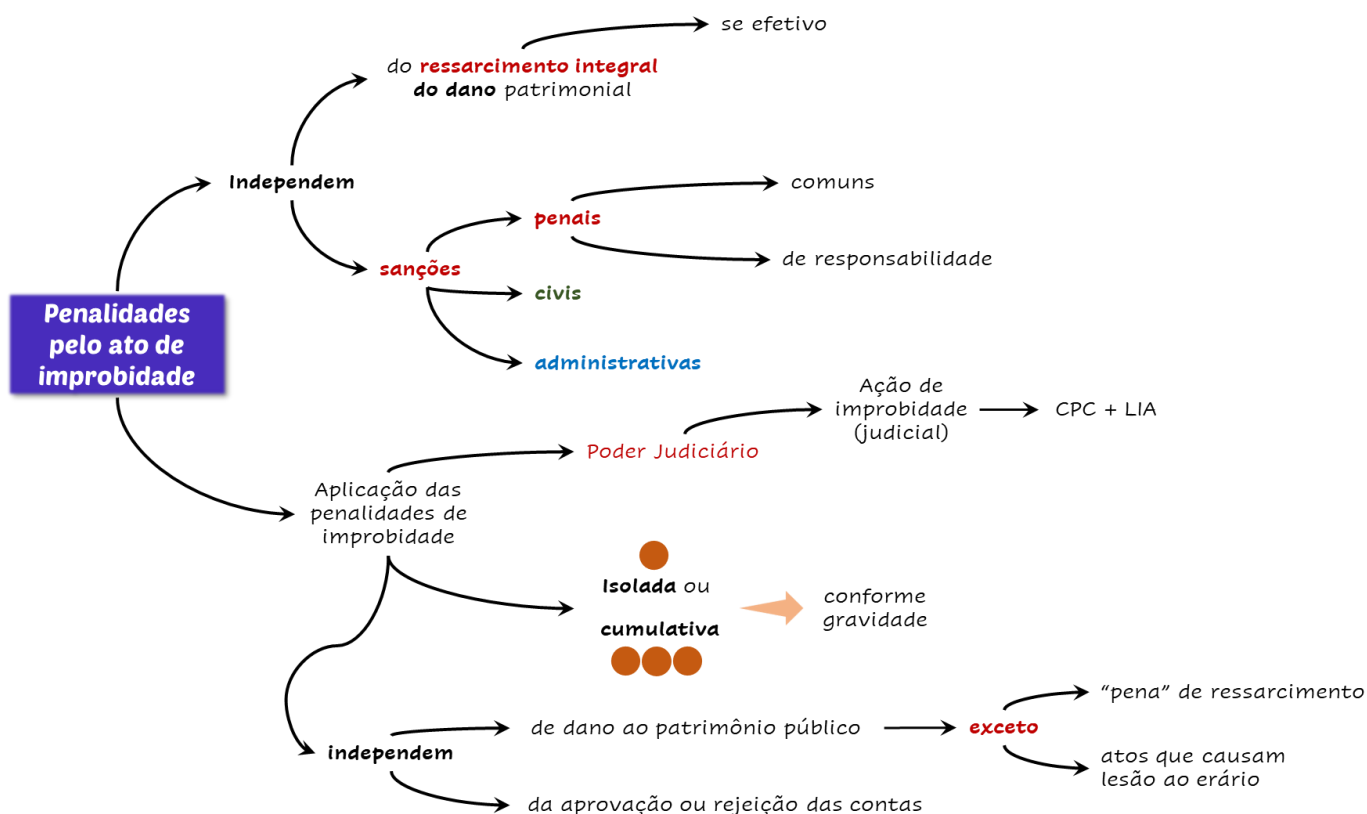 se efetivo
do ressarcimento integral
do dano patrimonial
Independem
comuns
penais
de responsabilidade
sanções
civis
administrativas
Penalidades
pelo ato de
improbidade
Ação de
improbidade
(judicial)
CPC + LIA
Poder Judiciário
Aplicação das
penalidades de
improbidade
Isolada ou
cumulativa
conforme
gravidade
independem
de dano ao patrimônio público
exceto
"pena" de ressarcimento
atos que causam
lesão ao erário
da aprovação ou rejeição das contas